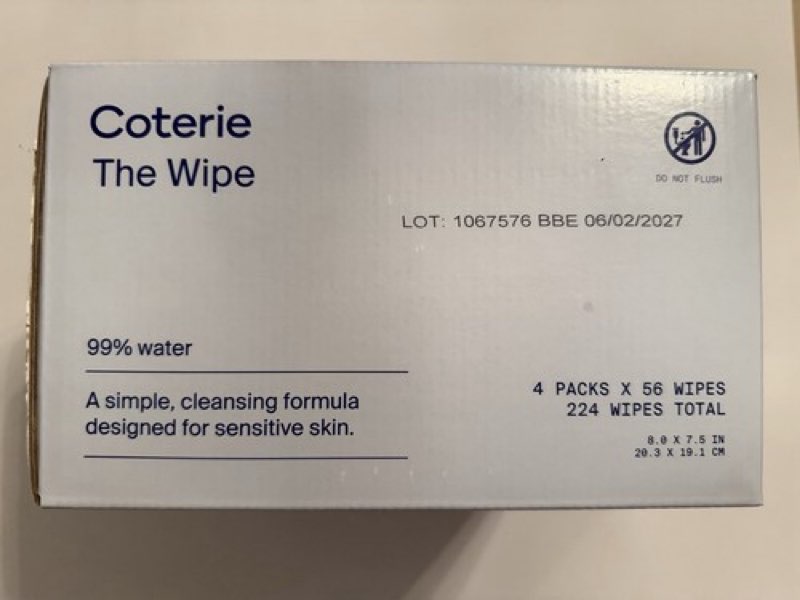 Coterie
The Wipe
DO NOT FLUSH
LOT: 1067576 BBE 06/02/2027
99% water
A simple, cleansing formula
designed for sensitive skin.
4 PACKS X 56 WIPES
224 WIPES TOTAL
8.0 X 7.5 IN
20.3 X 19.1 CM